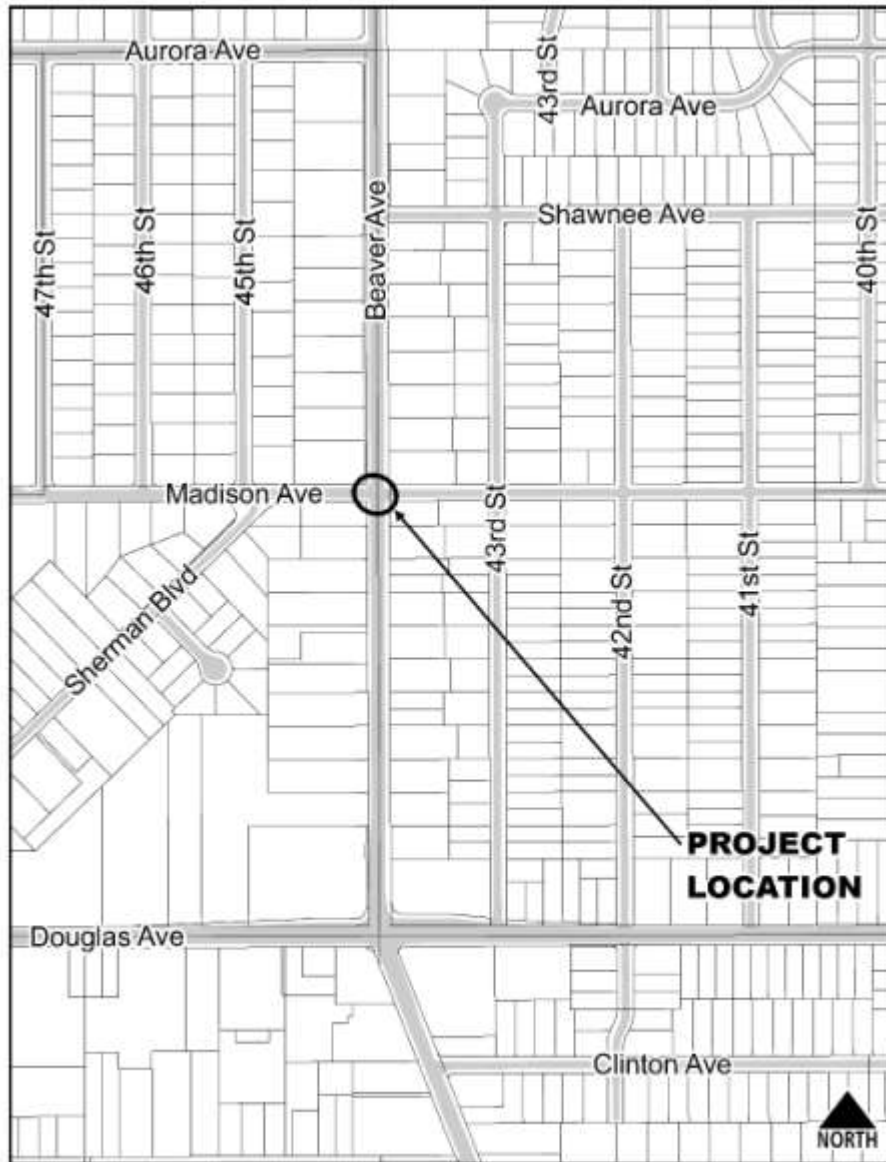 Aurora Ave
43rd St
Aurora Ave
47th St
46th St
45th St
Beaver Ave
Shawnee Ave
40th St
Madison Ave
43rd St
42nd St
41st St
Sherman Blvd
PROJECT
LOCATION
Douglas Ave
Clinton Ave
NORTH